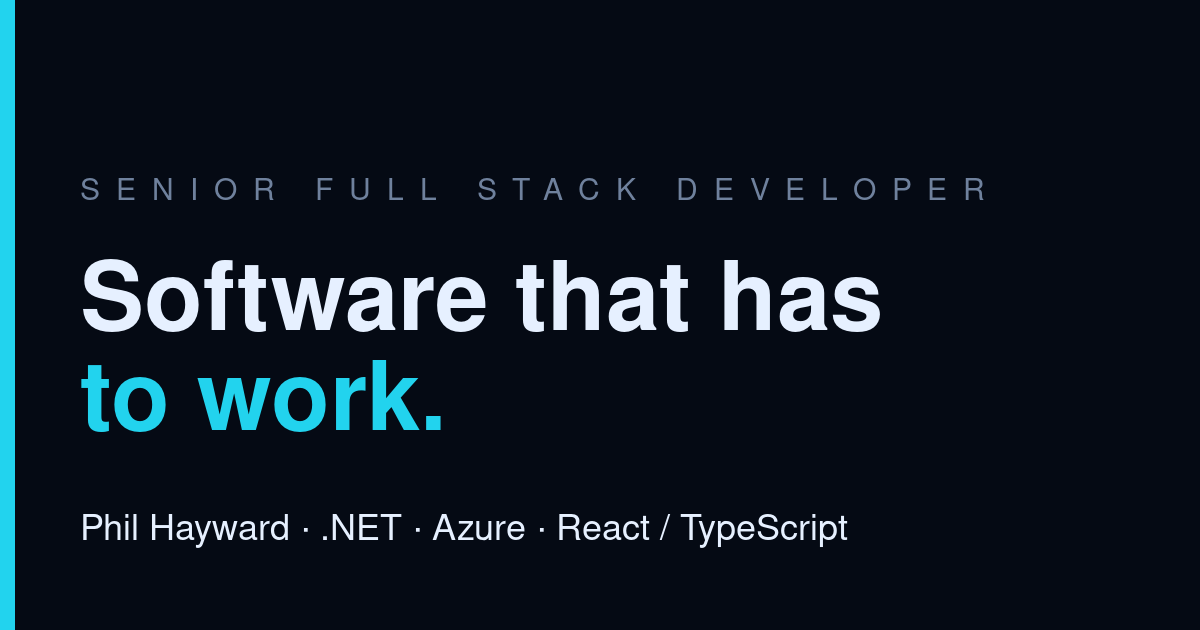 SENIOR FULL STACK DEVELOPER
Software that has
to work.
Phil Hayward · .NET · Azure · React / TypeScript